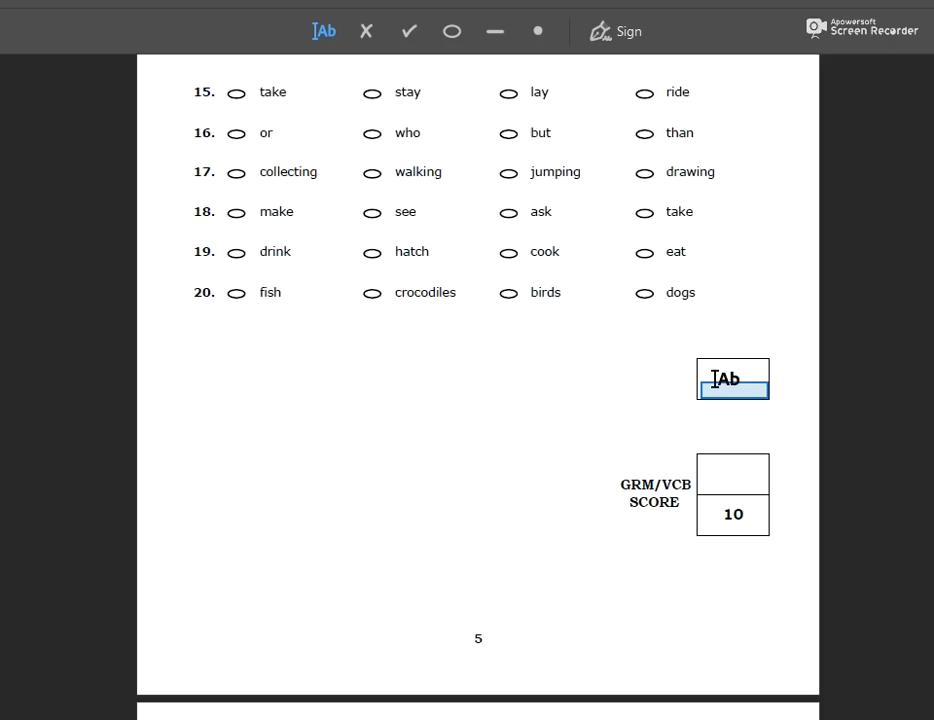 Ab Sign Apowersoft
Screen Recorder
15. take stay lay ride
16. or who but than
17. collecting walking jumping drawing
18. make see ask take
19. drink hatch cook eat
20. fish crocodiles birds dogs
Ab
GRM/VCB
SCORE
10
5